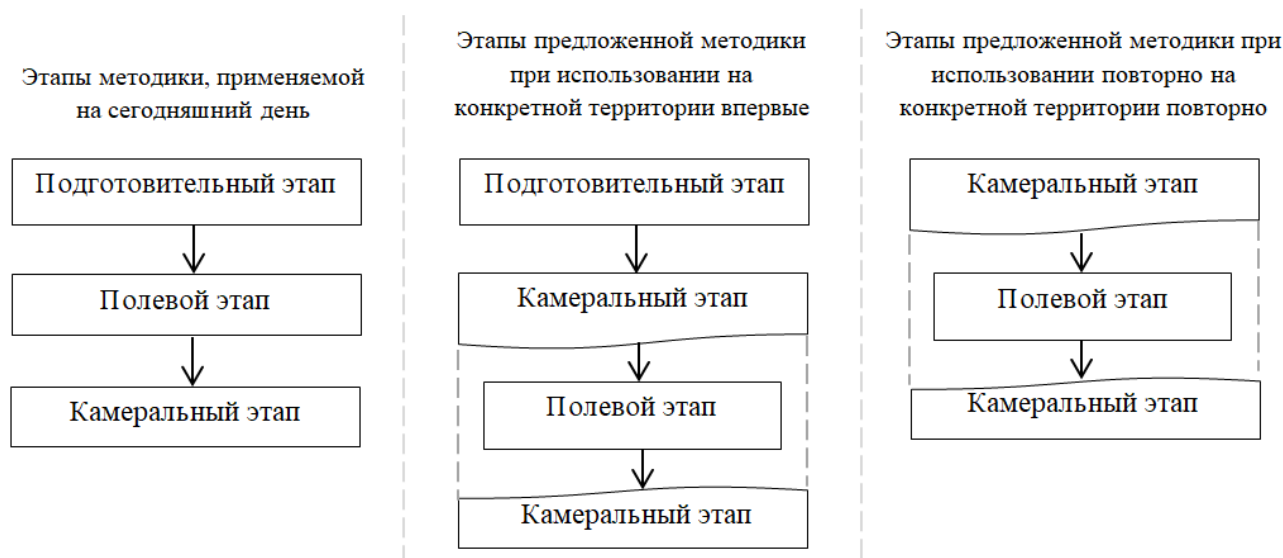 Этапы методики, применяемой
на сегодняшний день
Подготовительный этап
Полевой этап
Камеральный этап
Этапы предложенной методики
при использовании на
конкретной территории впервые
Подготовительный этап
Камеральный этап
Полевой этап
Камеральный этап
Этапы предложенной методики при
использовании повторно на
конкретной территории повторно
Камеральный этап
Полевой этап
Камеральный этап